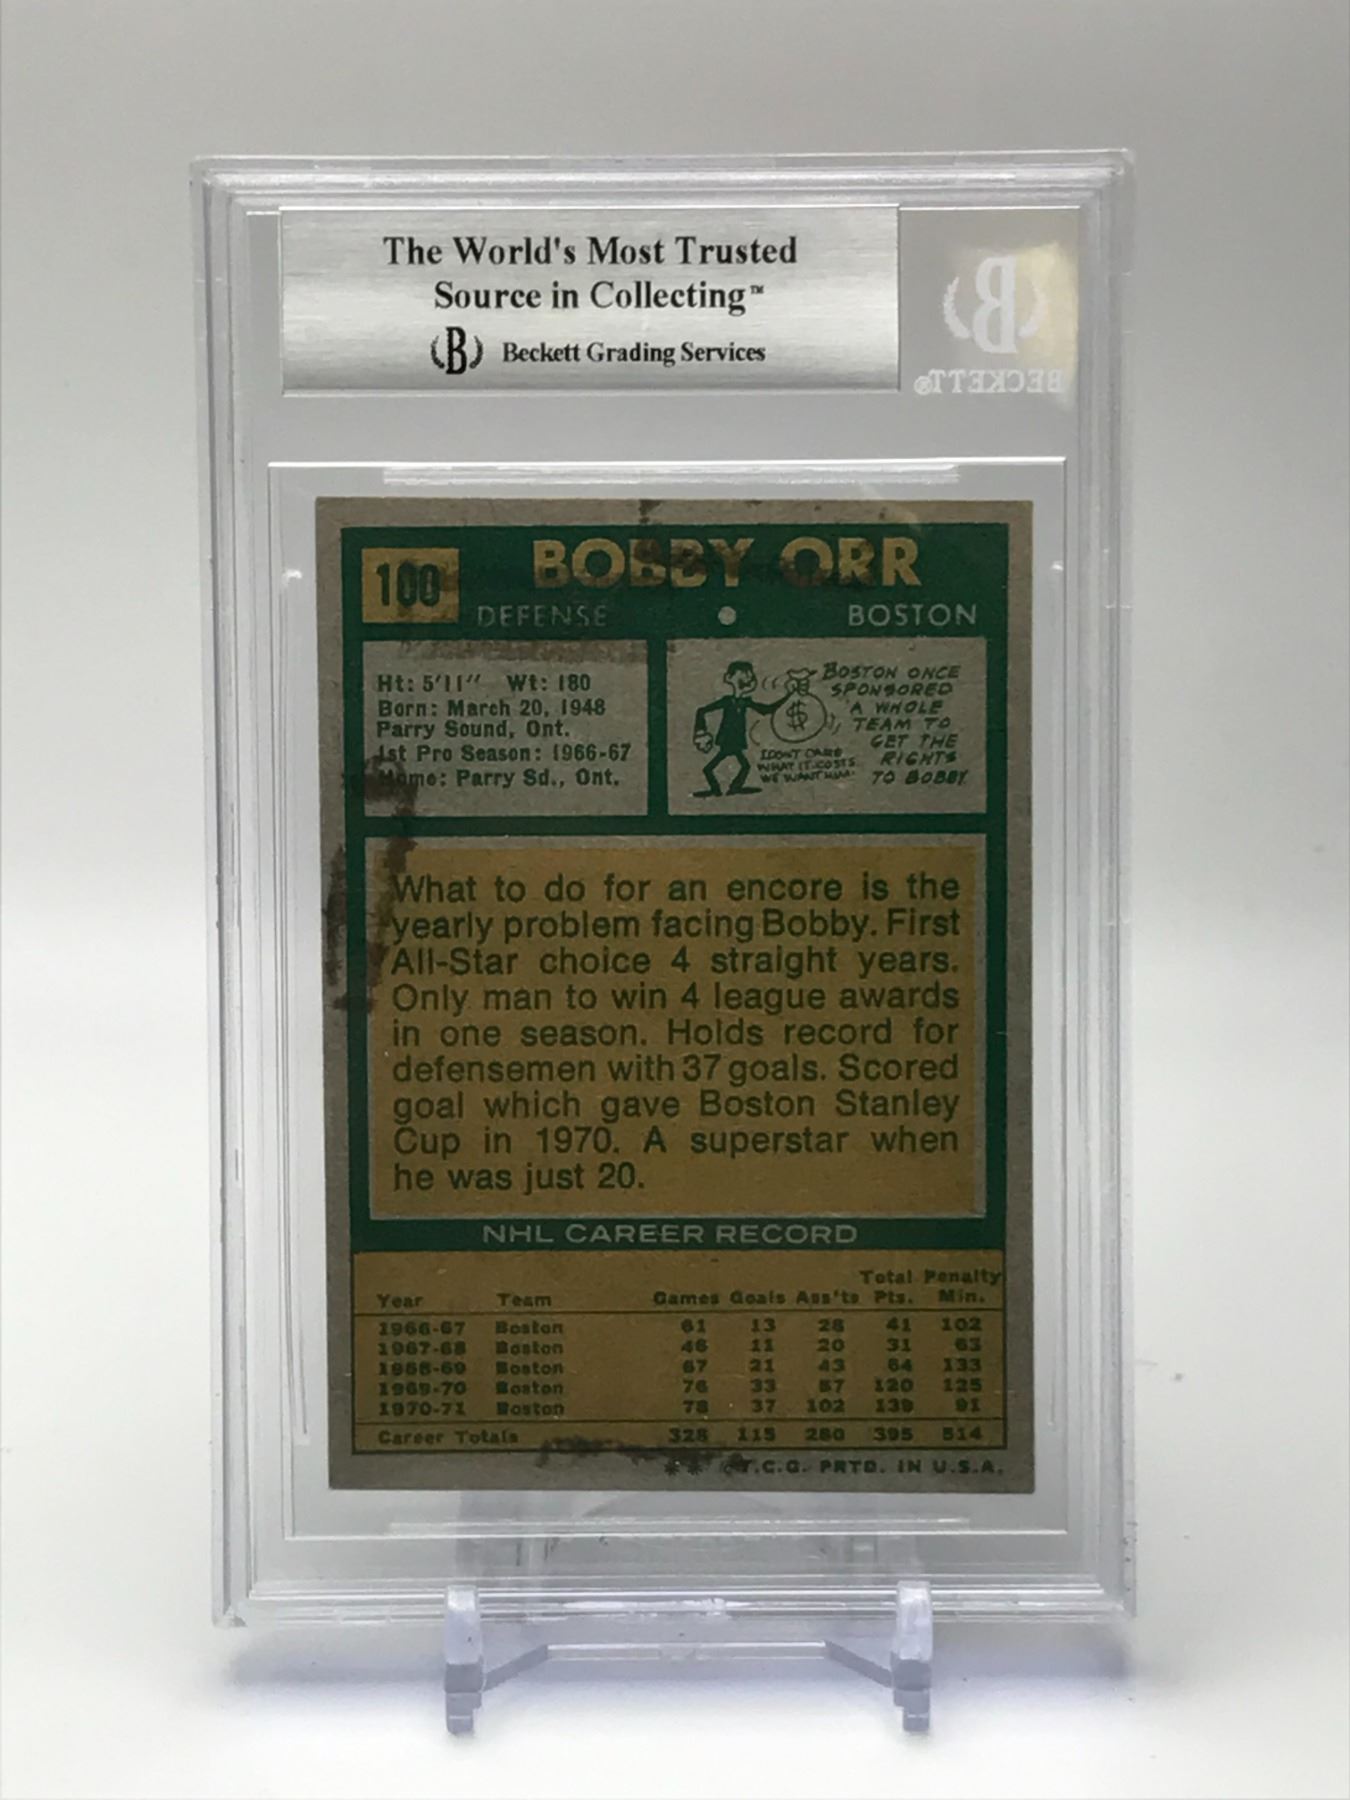 The World's Most Trusted
Source in Collecting™
B Beckett Grading Services
B
BECKETT®
100
BOBBY ORR
DEFENSE
BOSTON
Ht: 5'11" Wt: 180
Born: March 20, 1948
Parry Sound, Ont.
1st Pro Season: 1966-67
Home: Parry Sd., Ont.
BOSTON ONCE
SPONSORED
A WHOLE
TEAM TO
GET THE
RIGHTS
TO BOBBY.
$
I DON'T CARE
WHAT IT COSTS
WE WANT HIM.
What to do for an encore is the
yearly problem facing Bobby. First
All-Star choice 4 straight years.
Only man to win 4 league awards
in one season. Holds record for
defensemen with 37 goals. Scored
goal which gave Boston Stanley
Cup in 1970. A superstar when
he was just 20.
NHL CAREER RECORD
Total Penalty
Year Team Games Goals Ass'ts Pts. Min.
1966-67 Boston 61 13 28 41 102
1967-68 Boston 46 11 20 31 63
1968-69 Boston 67 21 43 64 133
1969-70 Boston 76 33 87 120 125
1970-71 Boston 78 37 102 139 91
Career Totals 328 115 280 395 514
** © T.C.G. PRTD. IN U.S.A.